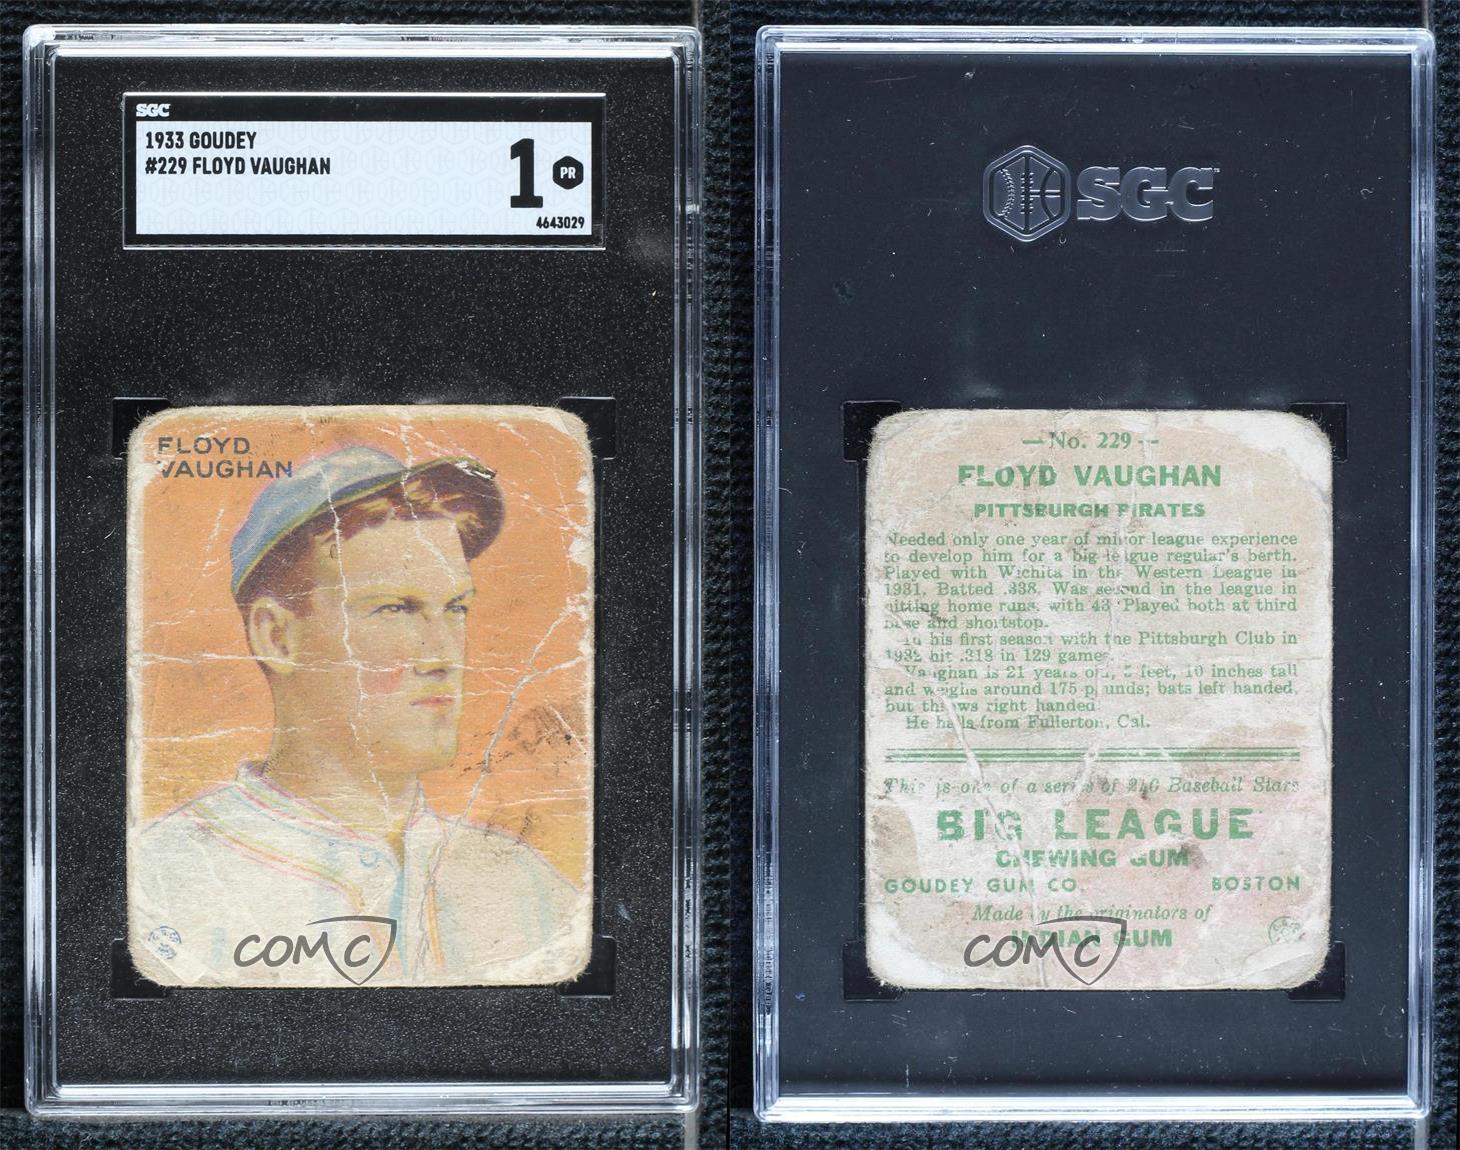 SGC
1933 GOUDEY
#229 FLOYD VAUGHAN
1 PR
4643029
FLOYD
VAUGHAN
COMC
SGC
— No. 229 —
FLOYD VAUGHAN
PITTSBURGH PIRATES
Needed only one year of minor league experience
to develop him for a big league regular's berth.
Played with Wichita in the Western League in
1931. Batted .338. Was second in the league in
hitting home runs, with 43. Played both at third
base and shortstop.
In his first season with the Pittsburgh Club in
1932 hit .318 in 129 games.
Vaughan is 21 years old, 5 feet, 10 inches tall
and weighs around 175 pounds; bats left handed,
but throws right handed.
He hails from Fullerton, Cal.
This is one of a series of 240 Baseball Stars
BIG LEAGUE
CHEWING GUM
GOUDEY GUM CO. BOSTON
Made by the originators of
INDIAN GUM
COMC